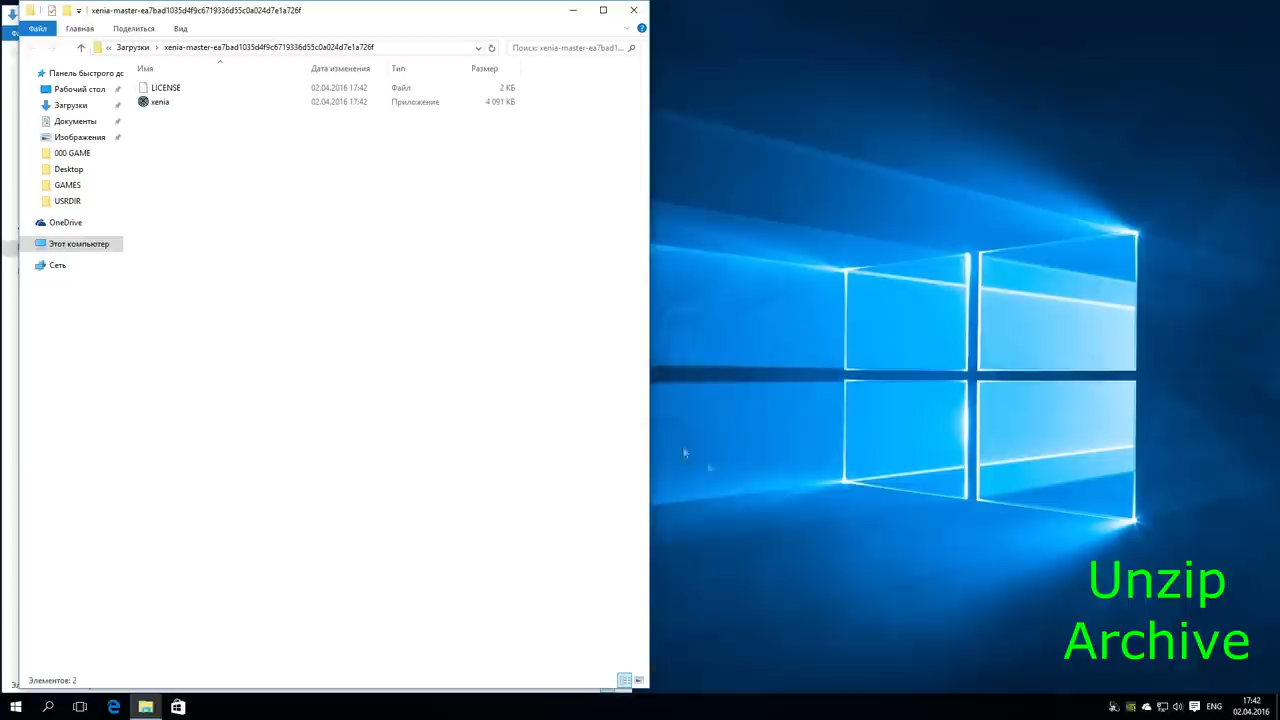 xenia-master-ea7bad1035d4f9c6719336d55c0a024d7e1a726f
Файл Главная Поделиться Вид
« Загрузки › xenia-master-ea7bad1035d4f9c6719336d55c0a024d7e1a726f Поиск: xenia-master-ea7bad1...
Имя Дата изменения Тип Размер
Панель быстрого дс
LICENSE 02.04.2016 17:42 Файл 2 КБ
Рабочий стол
xenia 02.04.2016 17:42 Приложение 4 091 КБ
Загрузки
Документы
Изображения
000 GAME
Desktop
GAMES
USRDIR
OneDrive
Этот компьютер
Сеть
Unzip
Archive
Элементов: 2
ENG
17:42
02.04.2016